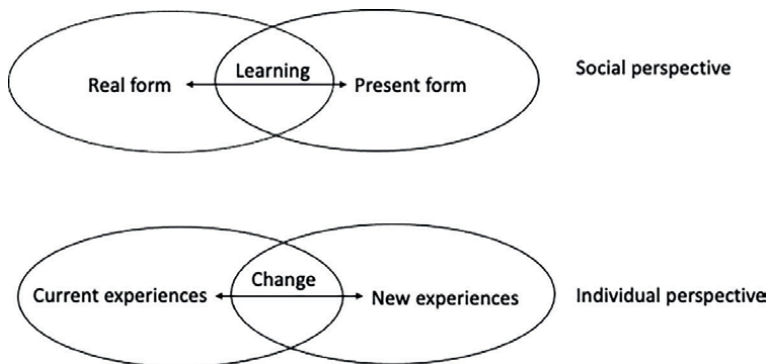 Learning
Real form
Present form
Social perspective
Change
Current experiences
New experiences
Individual perspective